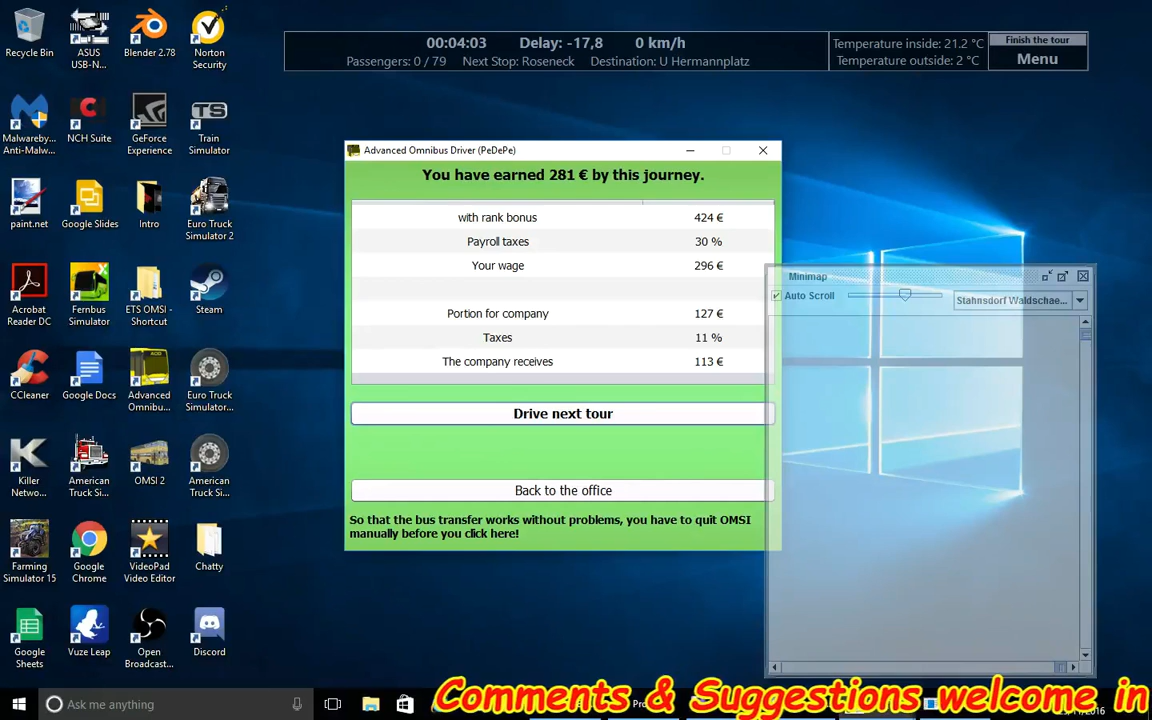 Recycle Bin
ASUS
USB-N...
Blender 2.78
Norton
Security
00:04:03 Delay: -17,8 0 km/h
Passengers: 0 / 79 Next Stop: Roseneck Destination: U Hermannplatz
Temperature inside: 21.2 °C
Temperature outside: 2 °C
Finish the tour
Menu
Malwareby...
Anti-Malw...
NCH Suite
GeForce
Experience
TS
Train
Simulator
Advanced Omnibus Driver (PeDePe)
You have earned 281 € by this journey.
with rank bonus 424 €
Payroll taxes 30 %
Your wage 296 €
Portion for company 127 €
Taxes 11 %
The company receives 113 €
Drive next tour
Back to the office
So that the bus transfer works without problems, you have to quit OMSI
manually before you click here!
Minimap
Auto Scroll
Stahnsdorf Waldschae...
paint.net
Google Slides
Intro
Euro Truck
Simulator 2
Acrobat
Reader DC
Fernbus
Simulator
ETS OMSI -
Shortcut
Steam
CCleaner
Google Docs
Advanced
Omnibu...
Euro Truck
Simulator...
Killer
Netwo...
American
Truck Si...
OMSI 2
American
Truck Si...
Farming
Simulator 15
Google
Chrome
VideoPad
Video Editor
Chatty
Google
Sheets
Vuze Leap
Open
Broadcast...
Discord
Ask me anything
Comments & Suggestions welcome in